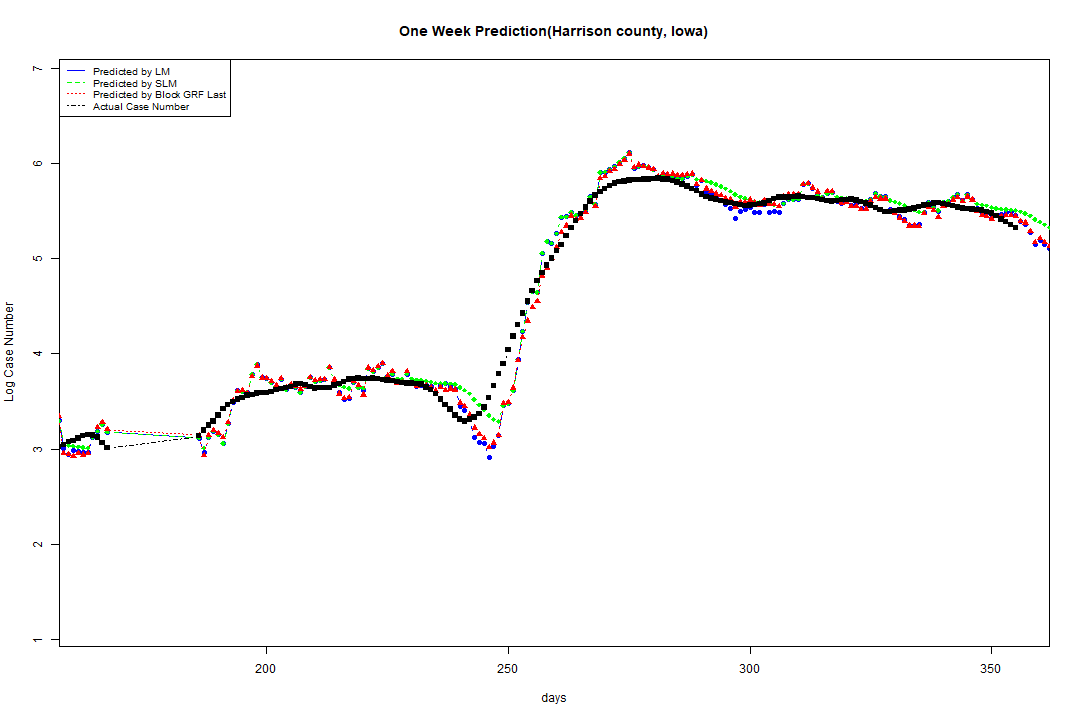 One Week Prediction(Harrison county, Iowa)
Predicted by LM
Predicted by SLM
Predicted by Block GRF Last
Actual Case Number
7
6
5
4
3
2
1
Log Case Number
200 250 300 350
days